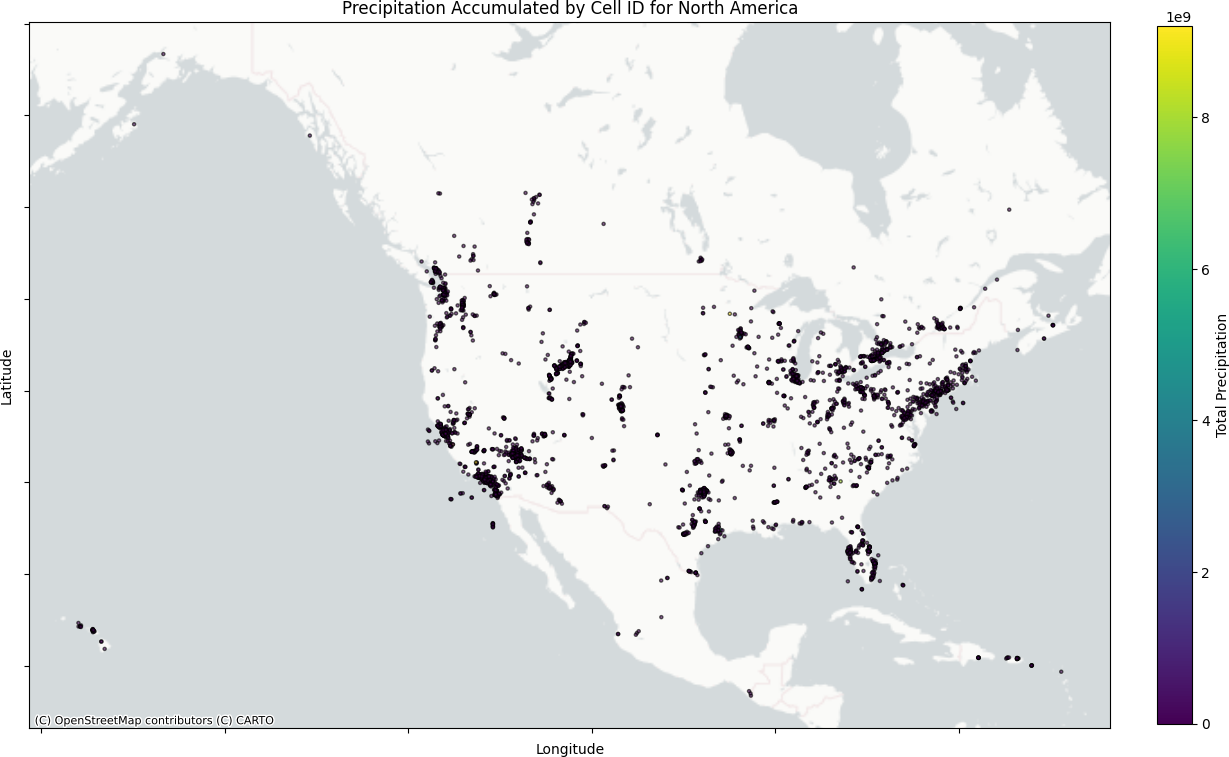 Precipitation Accumulated by Cell ID for North America
1e9
8
6
4
2
0
Total Precipitation
Latitude
(C) OpenStreetMap contributors (C) CARTO
Longitude